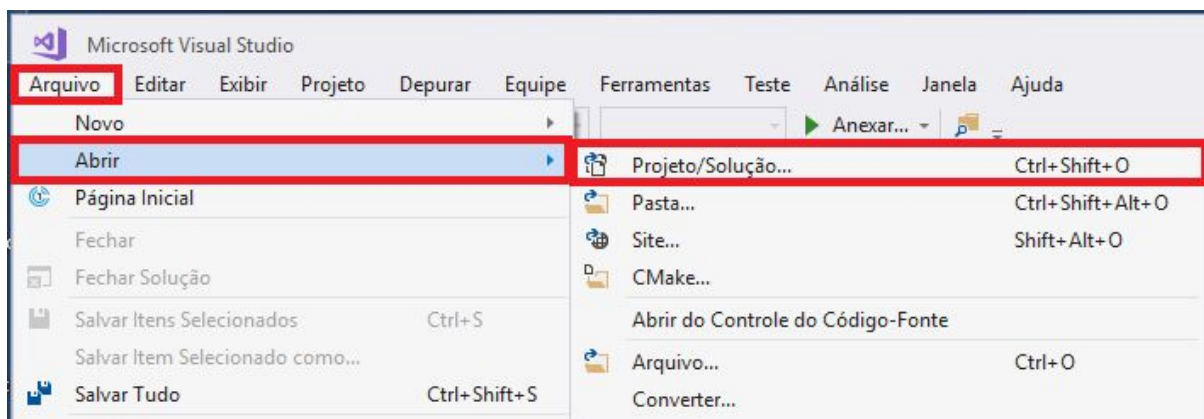 Microsoft Visual Studio
Arquivo Editar Exibir Projeto Depurar Equipe Ferramentas Teste Análise Janela Ajuda
Novo Anexar...
Abrir Projeto/Solução... Ctrl+Shift+O
Página Inicial Pasta... Ctrl+Shift+Alt+O
Fechar Site... Shift+Alt+O
Fechar Solução CMake...
Salvar Itens Selecionados Ctrl+S Abrir do Controle do Código-Fonte
Salvar Item Selecionado como... Arquivo... Ctrl+O
Salvar Tudo Ctrl+Shift+S Converter...